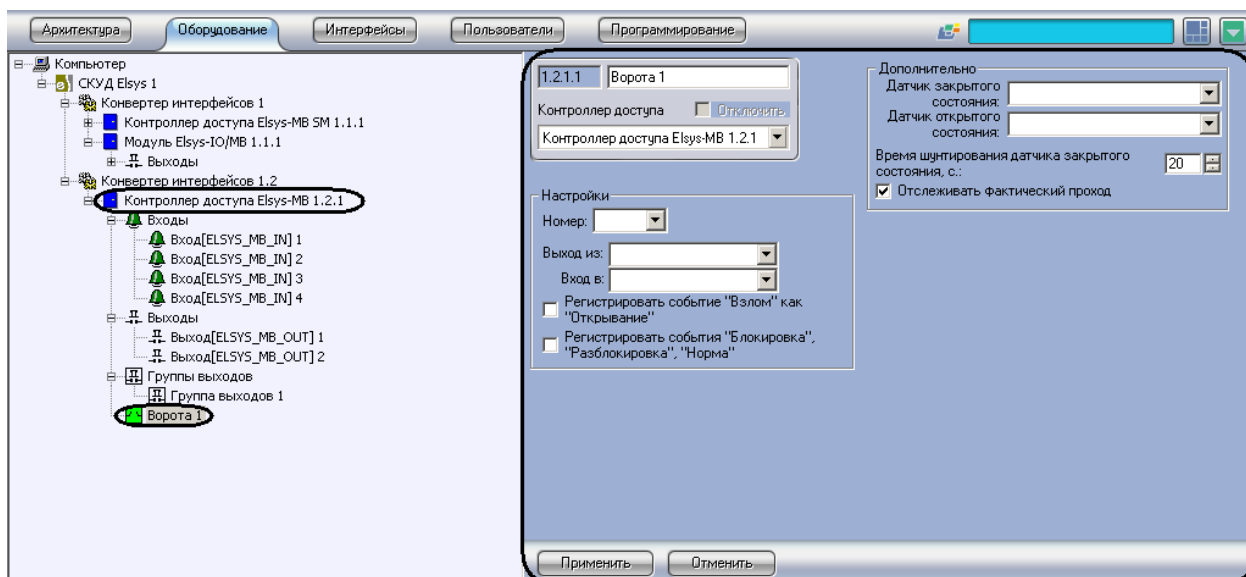 Архитектура Оборудование Интерфейсы Пользователи Программирование
Компьютер
СКУД Elsys 1
Конвертер интерфейсов 1
Контроллер доступа Elsys-MB SM 1.1.1
Модуль Elsys-IO/MB 1.1.1
Выходы
Конвертер интерфейсов 1.2
Контроллер доступа Elsys-MB 1.2.1
Входы
Вход[ELSYS_MB_IN] 1
Вход[ELSYS_MB_IN] 2
Вход[ELSYS_MB_IN] 3
Вход[ELSYS_MB_IN] 4
Выходы
Выход[ELSYS_MB_OUT] 1
Выход[ELSYS_MB_OUT] 2
Группы выходов
Группа выходов 1
Ворота 1
1.2.1.1 Ворота 1
Контроллер доступа Отключить
Контроллер доступа Elsys-MB 1.2.1
Настройки
Номер:
Выход из:
Вход в:
Регистрировать событие "Взлом" как
"Открывание"
Регистрировать события "Блокировка",
"Разблокировка", "Норма"
Дополнительно
Датчик закрытого
состояния:
Датчик открытого
состояния:
Время шунтирования датчика закрытого
состояния, с.: 20
Отслеживать фактический проход
Применить Отменить